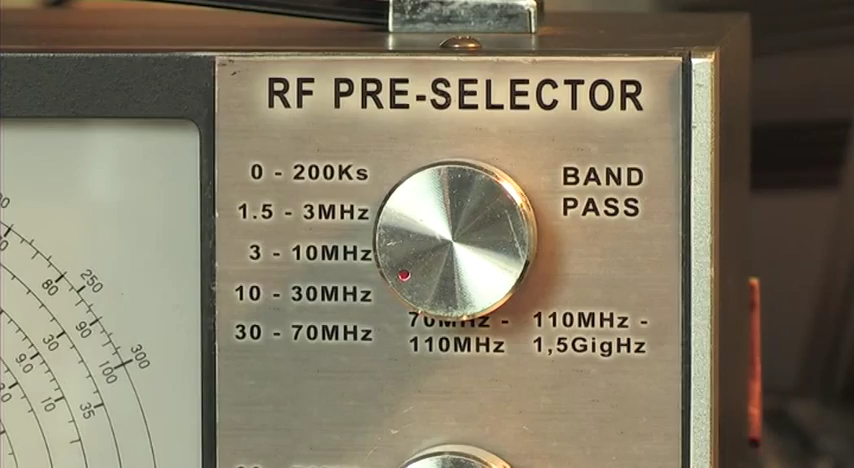 RF PRE-SELECTOR
0 - 200Ks
BAND
PASS
1.5 - 3MHz
3 - 10MHz
10 - 30MHz
30 - 70MHz
70MHz -
110MHz
110MHz -
1,5GigHz
80
250
90
300
100
30
35
10